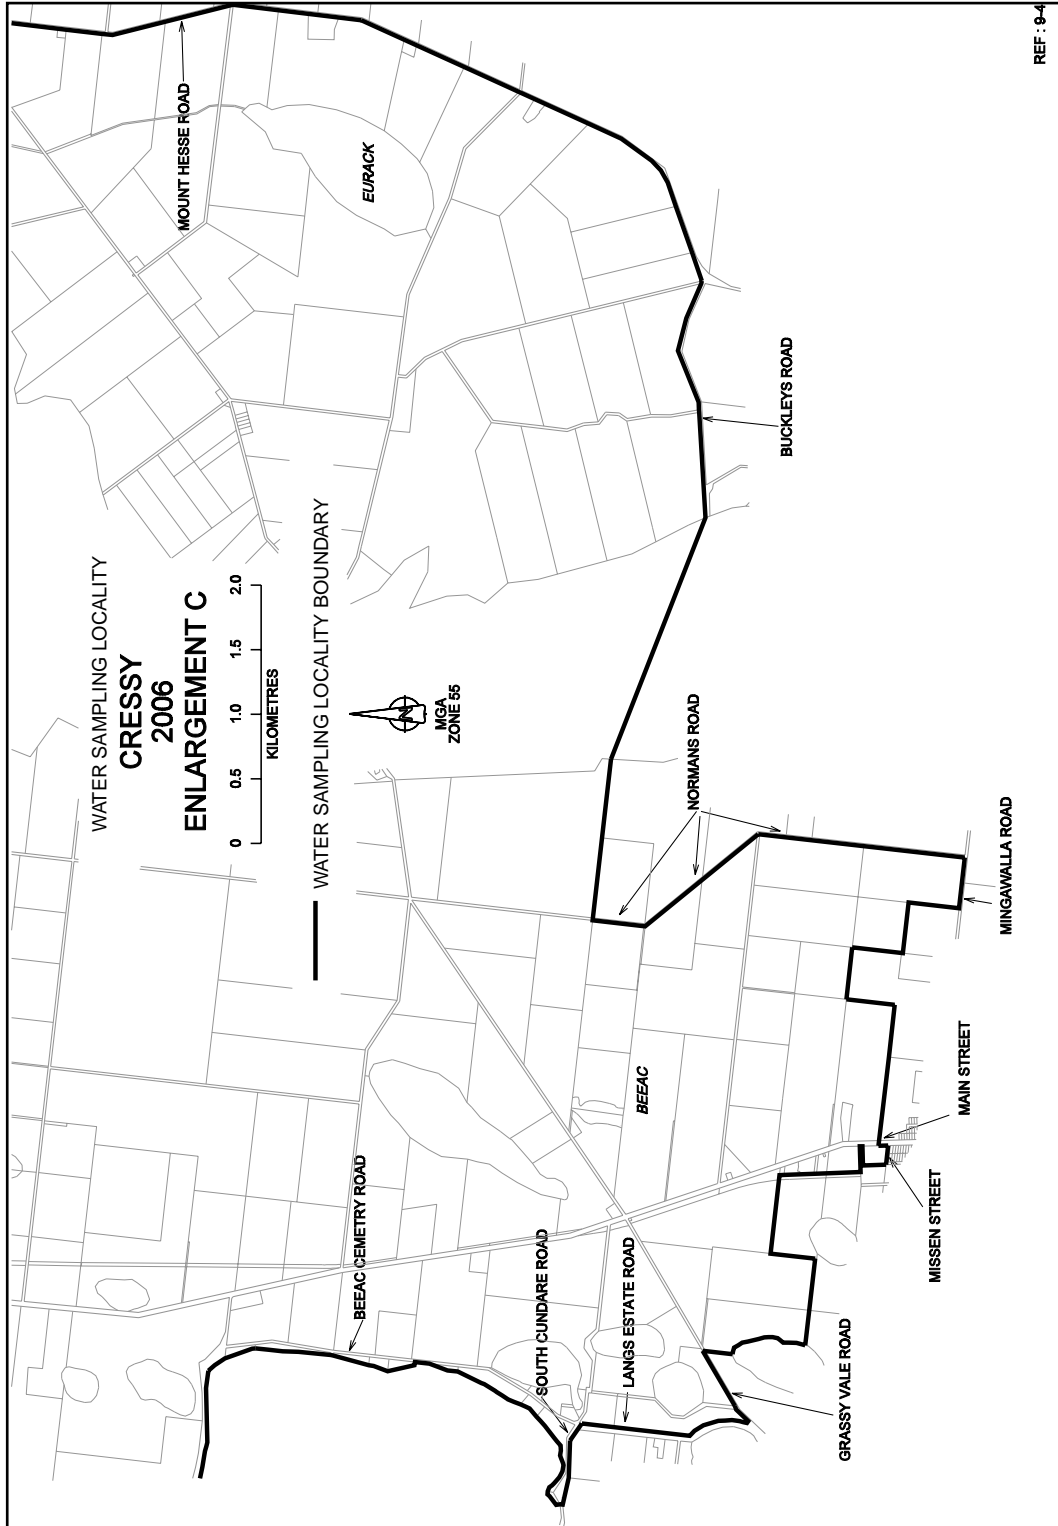 WATER SAMPLING LOCALITY
CRESSY
2006
ENLARGEMENT C
0 0.5 1.0 1.5 2.0
KILOMETRES
WATER SAMPLING LOCALITY BOUNDARY
N
MGA
ZONE 55
MOUNT HESSE ROAD
EURACK
BUCKLEYS ROAD
NORMANS ROAD
MINGAWALLA ROAD
BEEAC
MAIN STREET
MISSEN STREET
BEEAC CEMETRY ROAD
SOUTH CUNDARE ROAD
LANGS ESTATE ROAD
GRASSY VALE ROAD
REF : 9-4